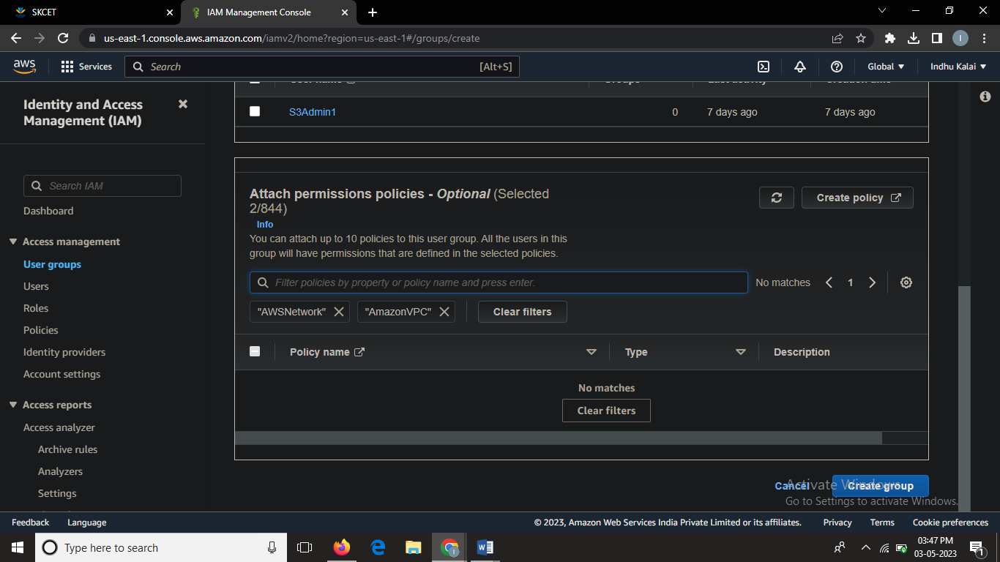 SKCET
IAM Management Console
us-east-1.console.aws.amazon.com/iamv2/home?region=us-east-1#/groups/create
I
aws
Services
Search
[Alt+S]
Global
Indhu Kalai
Identity and Access
Management (IAM)
Search IAM
Dashboard
Access management
User groups
Users
Roles
Policies
Identity providers
Account settings
Access reports
Access analyzer
Archive rules
Analyzers
Settings
User name
Groups
Last activity
Creation time
S3Admin1
0
7 days ago
7 days ago
Attach permissions policies - Optional (Selected
2/844)
Info
Create policy
You can attach up to 10 policies to this user group. All the users in this
group will have permissions that are defined in the selected policies.
Filter policies by property or policy name and press enter.
No matches
1
"AWSNetwork"
"AmazonVPC"
Clear filters
Policy name
Type
Description
No matches
Clear filters
Cancel
Create group
Activate Windows
Go to Settings to activate Windows.
Feedback
Language
© 2023, Amazon Web Services India Private Limited or its affiliates.
Privacy
Terms
Cookie preferences
Type here to search
I
W
03:47 PM
03-05-2023
1